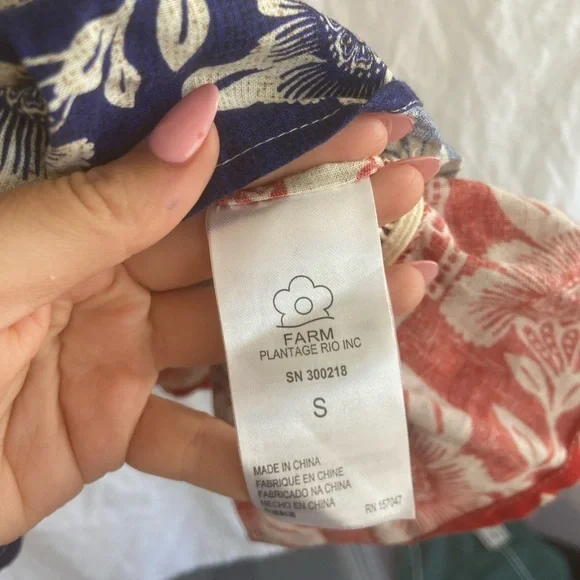 FARM
PLANTAGE RIO INC
SN 300218
S
MADE IN CHINA
FABRIQUÉ EN CHINE
FABRICADO NA CHINA
HECHO EN CHINA
RN 157047